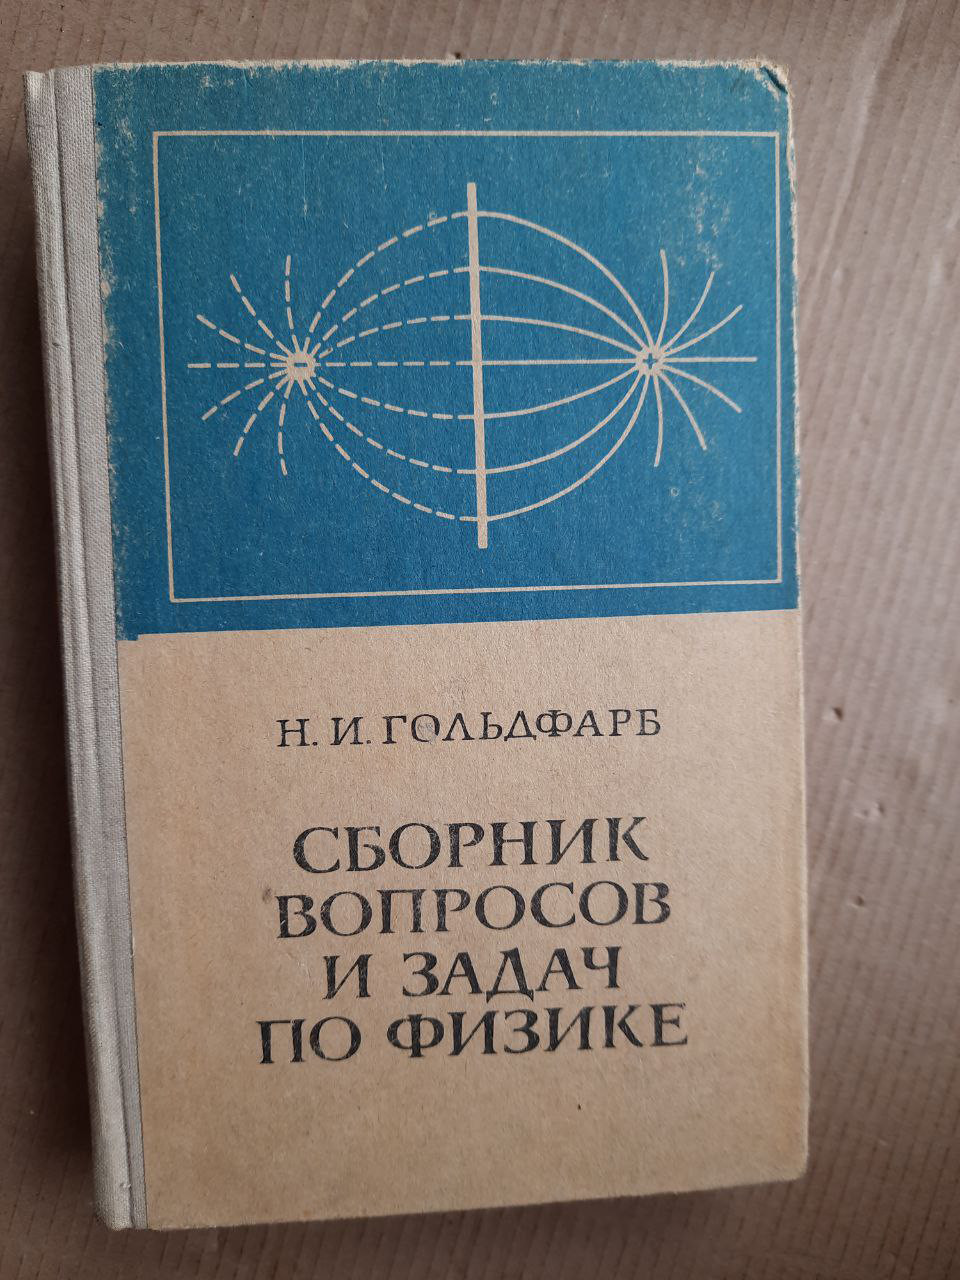 -
+
Н. И. ГОЛЬДФАРБ
СБОРНИК
ВОПРОСОВ
И ЗАДАЧ
ПО ФИЗИКЕ